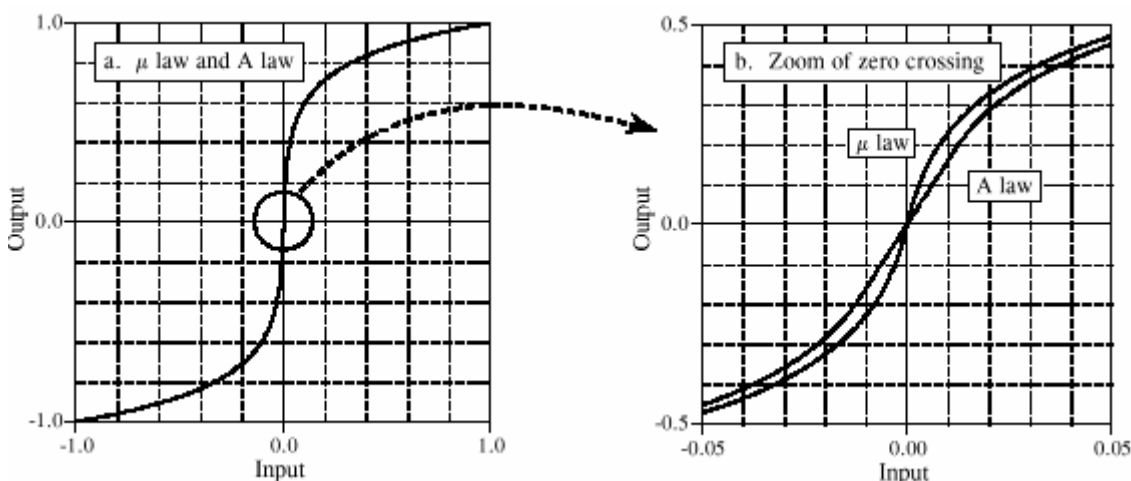 1.0
a. μ law and A law
Output
0.0
-1.0
-1.0
0.0
1.0
Input
0.5
b. Zoom of zero crossing
μ law
A law
Output
0.0
-0.5
-0.05
0.00
0.05
Input